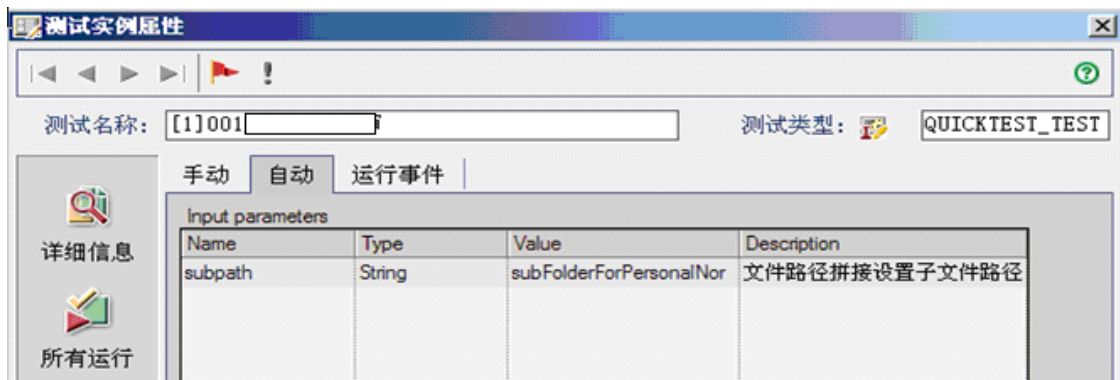 测试实例属性
测试名称: [1]001
测试类型: QUICKTEST_TEST
手动 自动 运行事件
Input parameters
Name Type Value Description
subpath String subFolderForPersonalNor 文件路径拼接设置子文件路径
详细信息
所有运行